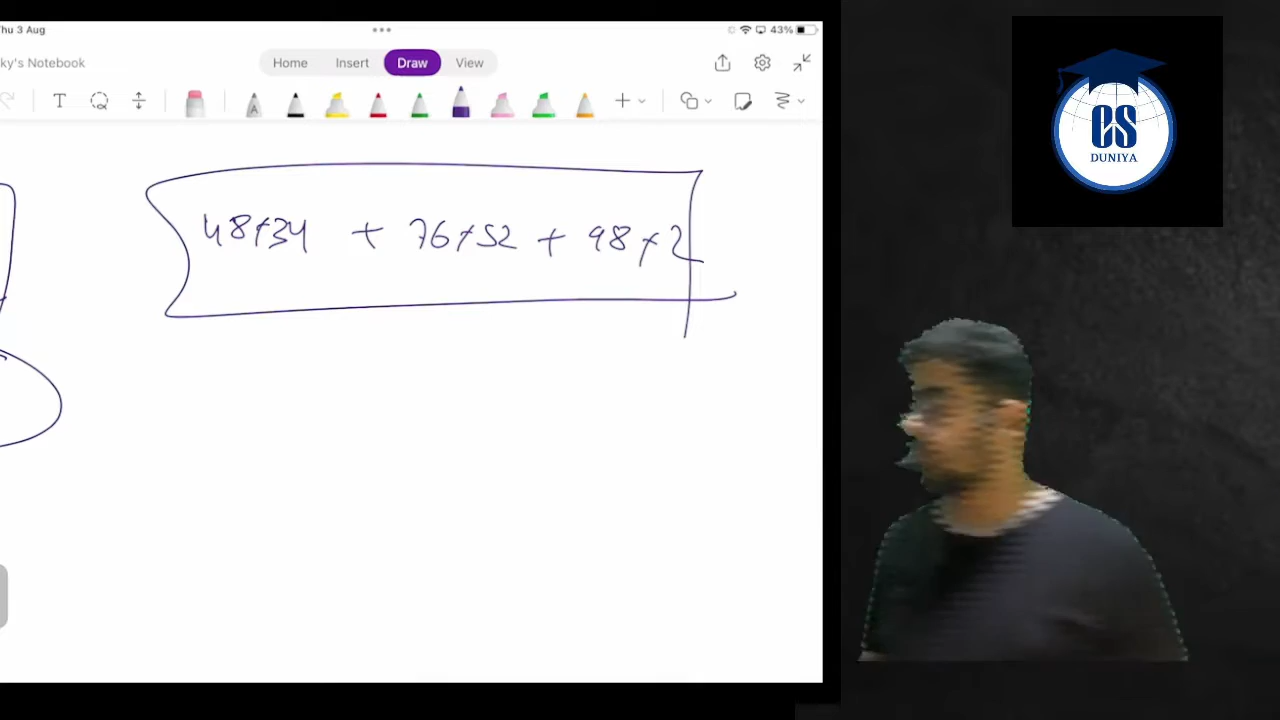 Thu 3 Aug
43%
ky's Notebook
Home Insert Draw View
T
A
48×34 + 76×52 + 98×2
CS
DUNIYA